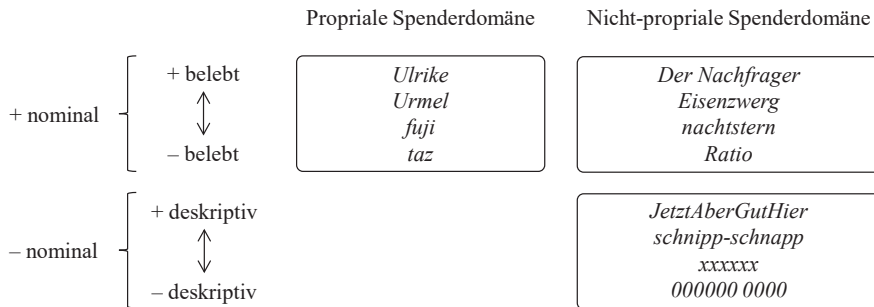 Propriale Spenderdomäne Nicht-propriale Spenderdomäne
+ nominal
+ belebt
– belebt
Ulrike
Urmel
fuji
taz
Der Nachfrager
Eisenzwerg
nachtstern
Ratio
– nominal
+ deskriptiv
– deskriptiv
JetztAberGutHier
schnipp-schnapp
xxxxxx
000000 0000